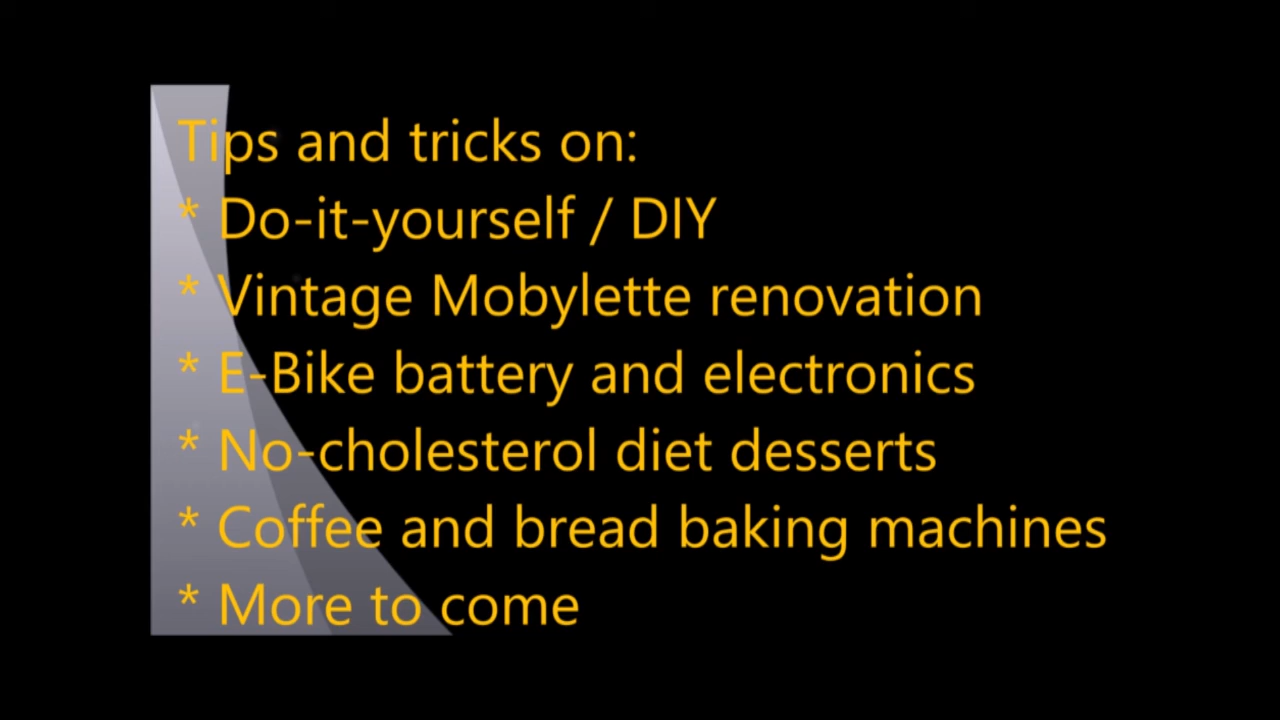 Tips and tricks on:
* Do-it-yourself / DIY
* Vintage Mobylette renovation
* E-Bike battery and electronics
* No-cholesterol diet desserts
* Coffee and bread baking machines
* More to come